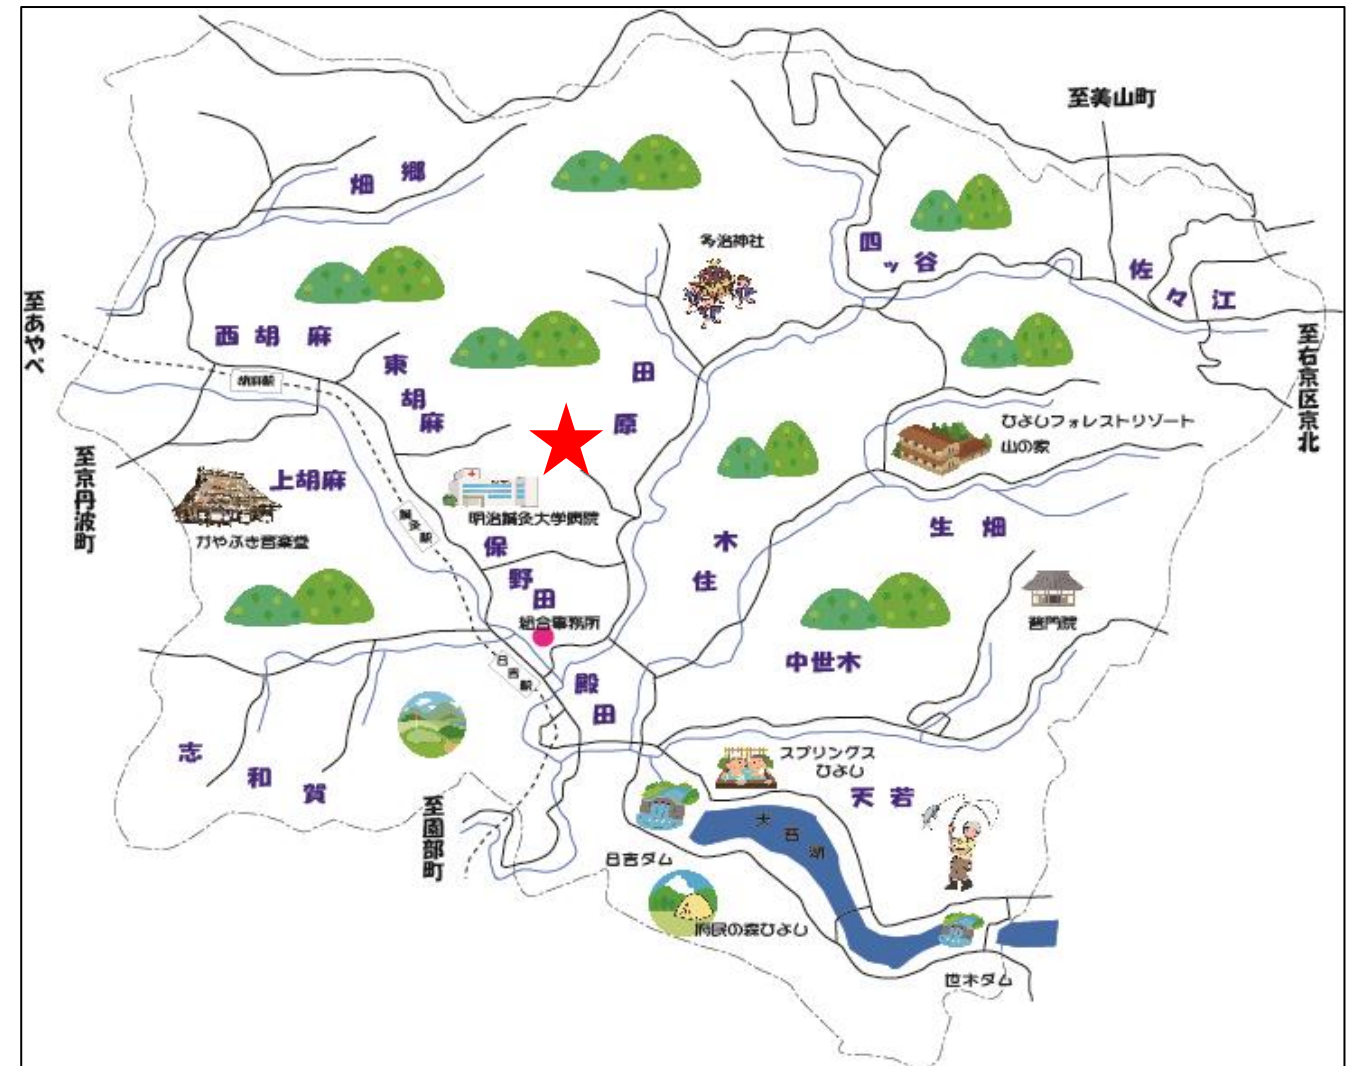 至美山町
畑郷
多治神社
四ッ谷
佐々江
至あやべ
西胡麻
胡麻駅
東胡麻
田原
至右京区京北
ひよしフォレストリゾート
山の家
至京丹波町
上胡麻
かやぶき音楽堂
鍼灸駅
明治鍼灸大学病院
保野田
木住
生畑
組合事務所
普門院
日吉駅
殿田
中世木
志和賀
スプリングス
ひよし
天若
至園部町
天若湖
日吉ダム
府民の森ひよし
世木ダム